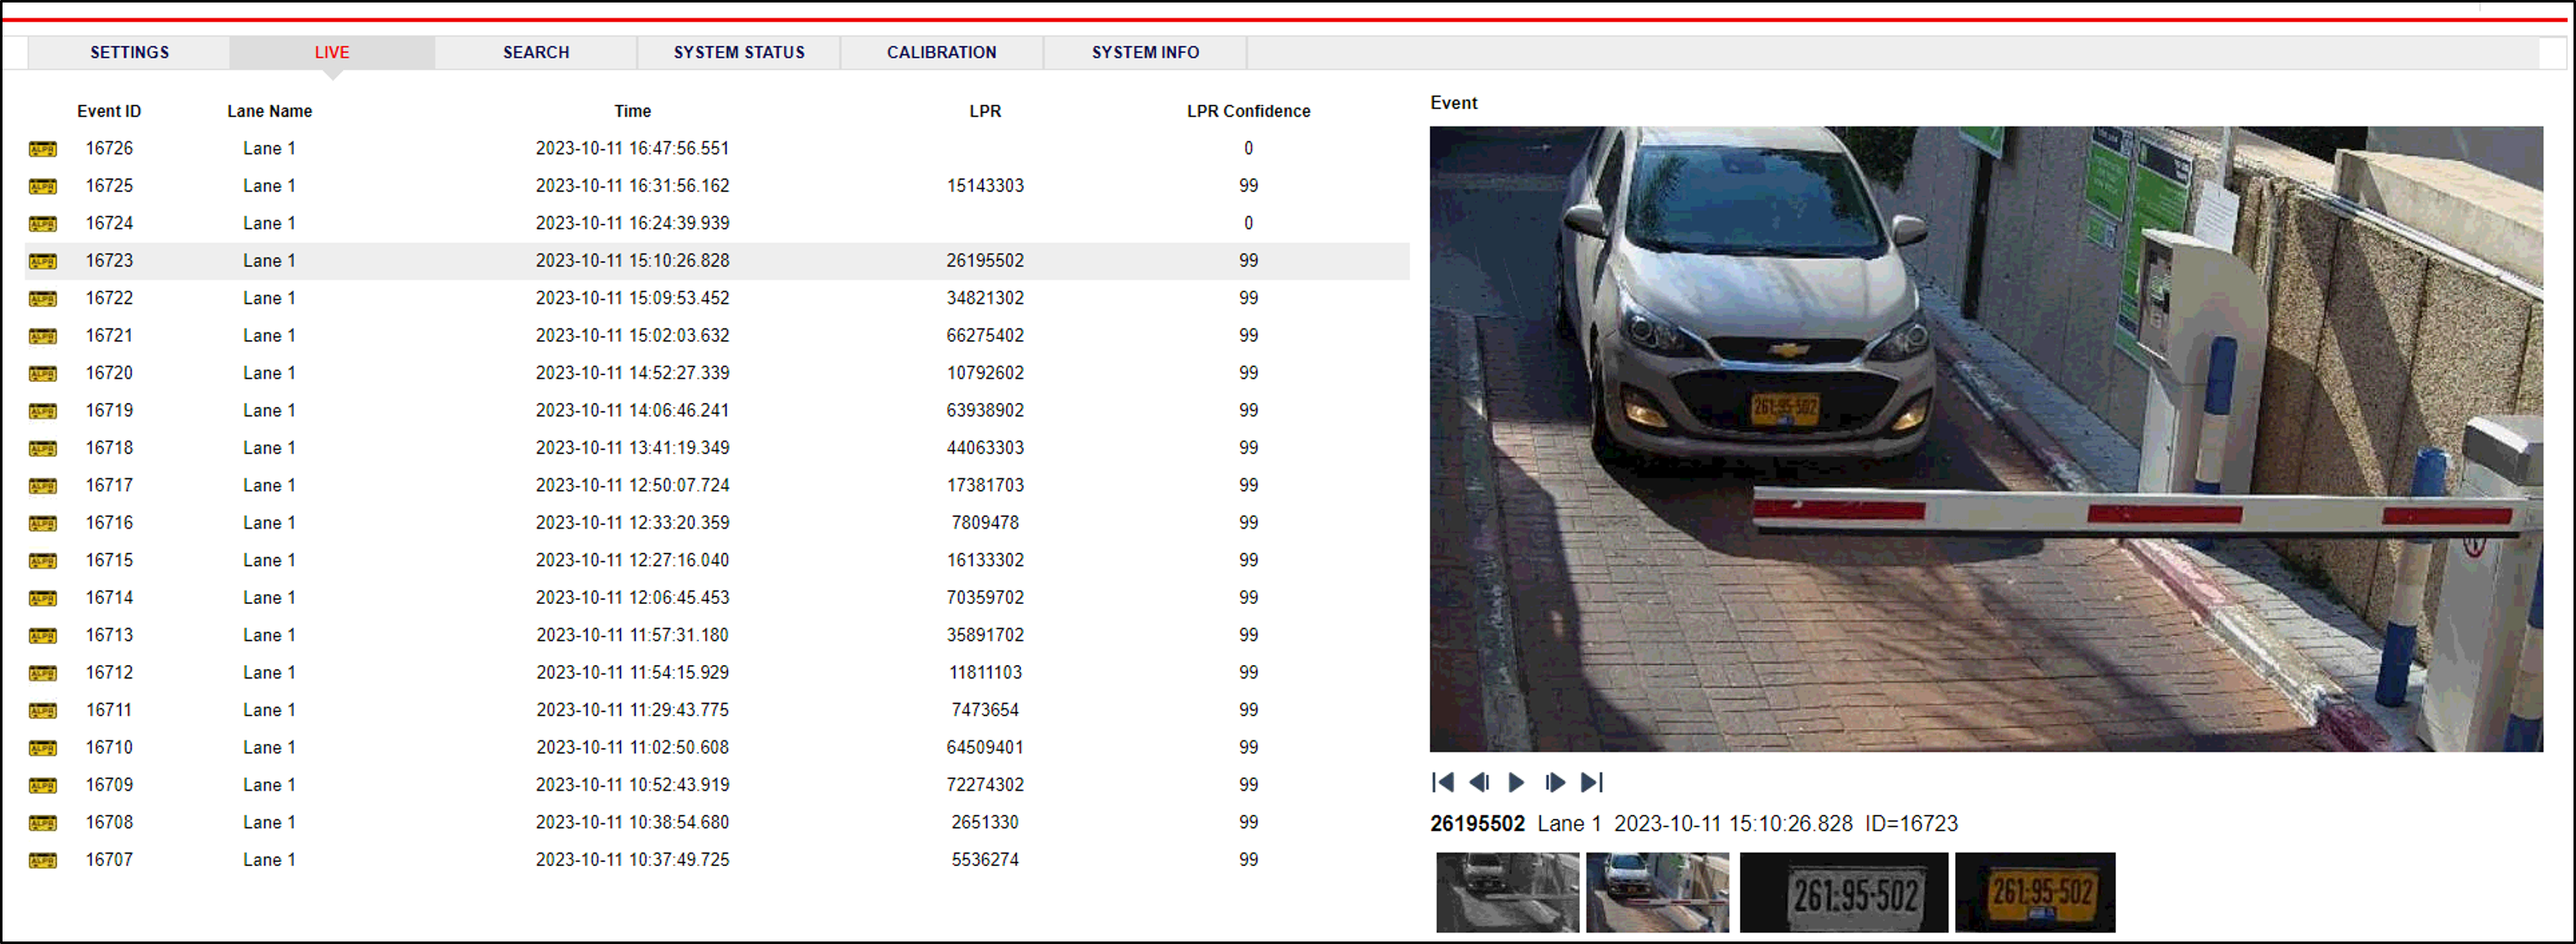 SETTINGS LIVE SEARCH SYSTEM STATUS CALIBRATION SYSTEM INFO
Event ID Lane Name Time LPR LPR Confidence
ALPR 16726 Lane 1 2023-10-11 16:47:56.551 0
ALPR 16725 Lane 1 2023-10-11 16:31:56.162 15143303 99
ALPR 16724 Lane 1 2023-10-11 16:24:39.939 0
ALPR 16723 Lane 1 2023-10-11 15:10:26.828 26195502 99
ALPR 16722 Lane 1 2023-10-11 15:09:53.452 34821302 99
ALPR 16721 Lane 1 2023-10-11 15:02:03.632 66275402 99
ALPR 16720 Lane 1 2023-10-11 14:52:27.339 10792602 99
ALPR 16719 Lane 1 2023-10-11 14:06:46.241 63938902 99
ALPR 16718 Lane 1 2023-10-11 13:41:19.349 44063303 99
ALPR 16717 Lane 1 2023-10-11 12:50:07.724 17381703 99
ALPR 16716 Lane 1 2023-10-11 12:33:20.359 7809478 99
ALPR 16715 Lane 1 2023-10-11 12:27:16.040 16133302 99
ALPR 16714 Lane 1 2023-10-11 12:06:45.453 70359702 99
ALPR 16713 Lane 1 2023-10-11 11:57:31.180 35891702 99
ALPR 16712 Lane 1 2023-10-11 11:54:15.929 11811103 99
ALPR 16711 Lane 1 2023-10-11 11:29:43.775 7473654 99
ALPR 16710 Lane 1 2023-10-11 11:02:50.608 64509401 99
ALPR 16709 Lane 1 2023-10-11 10:52:43.919 72274302 99
ALPR 16708 Lane 1 2023-10-11 10:38:54.680 2651330 99
ALPR 16707 Lane 1 2023-10-11 10:37:49.725 5536274 99
Event
261·95·502
26195502 Lane 1 2023-10-11 15:10:26.828 ID=16723
261:95·502
261:95·502